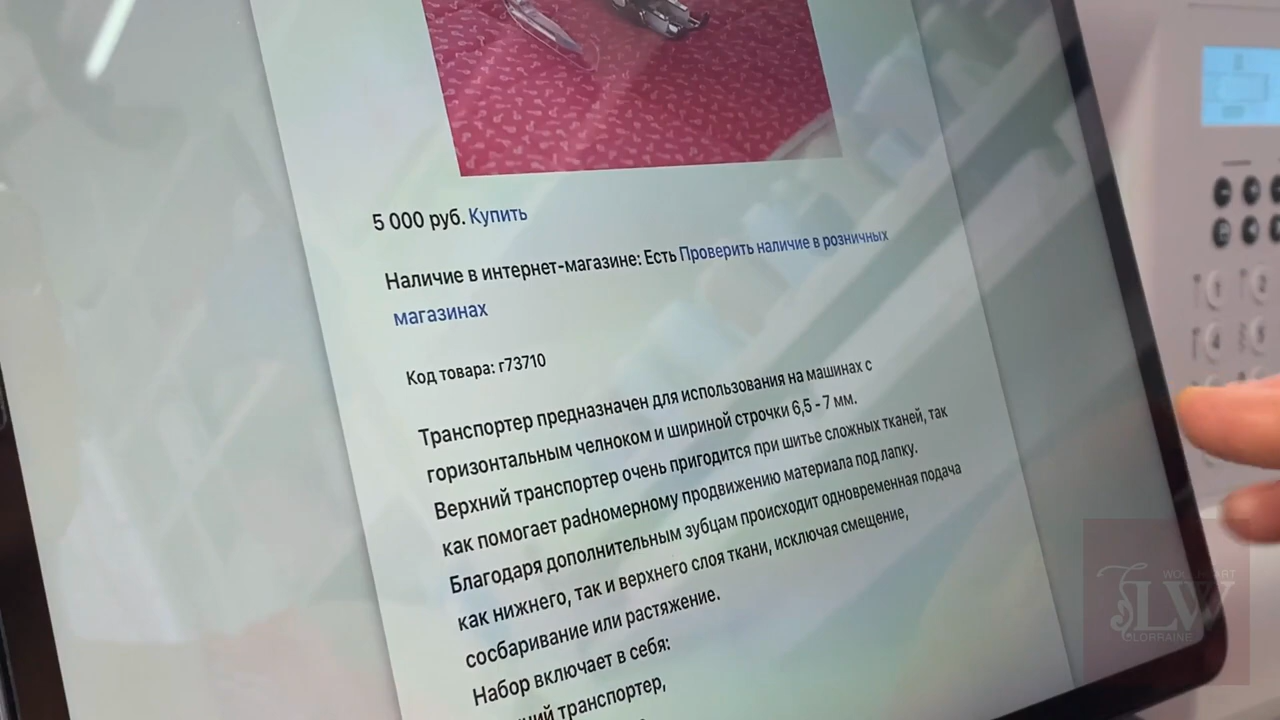 5 000 руб. Купить
Наличие в интернет-магазине: Есть Проверить наличие в розничных
магазинах
Код товара: г73710
Транспортер предназначен для использования на машинах с
горизонтальным челноком и шириной строчки 6,5 - 7 мм.
Верхний транспортер очень пригодится при шитье сложных тканей, так
как помогает раdномерному продвижению материала под лапку.
Благодаря дополнительным зубцам происходит одновременная подача
как нижнего, так и верхнего слоя ткани, исключая смещение,
сосбаривание или растяжение.
Набор включает в себя:
транспортер,
LW
LORRAINE